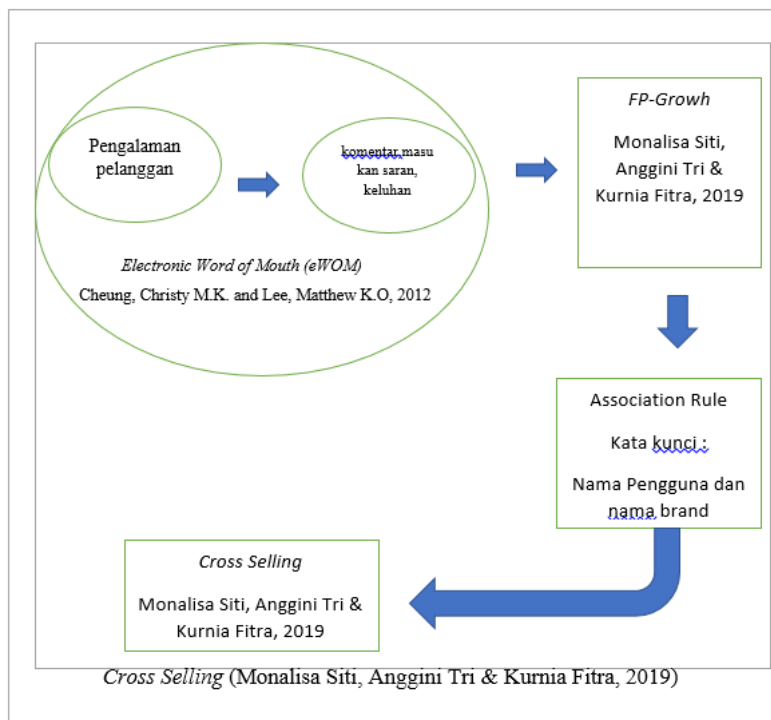 Pengalaman
pelanggan
komentar,masu
kan saran,
keluhan
Electronic Word of Mouth (eWOM)
Cheung, Christy M.K. and Lee, Matthew K.O, 2012
FP-Growh
Monalisa Siti,
Anggini Tri &
Kurnia Fitra, 2019
Association Rule
Kata kunci :
Nama Pengguna dan
nama brand
Cross Selling
Monalisa Siti, Anggini Tri &
Kurnia Fitra, 2019
Cross Selling (Monalisa Siti, Anggini Tri & Kurnia Fitra, 2019)